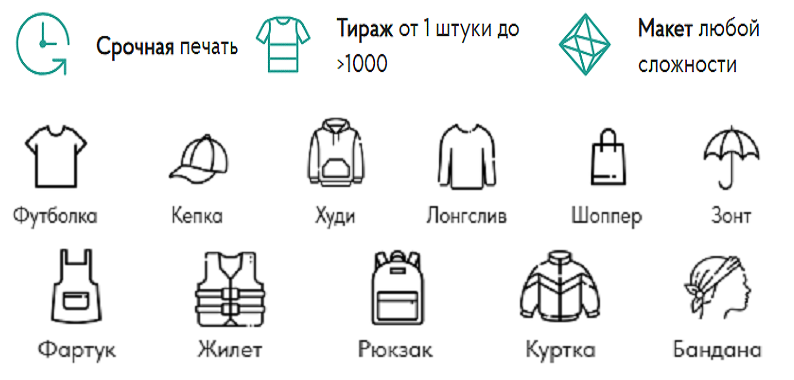 Срочная печать
Тираж от 1 штуки до
>1000
Макет любой
сложности
Футболка Кепка Худи Лонгслив Шоппер Зонт
Фартук Жилет Рюкзак Куртка Бандана